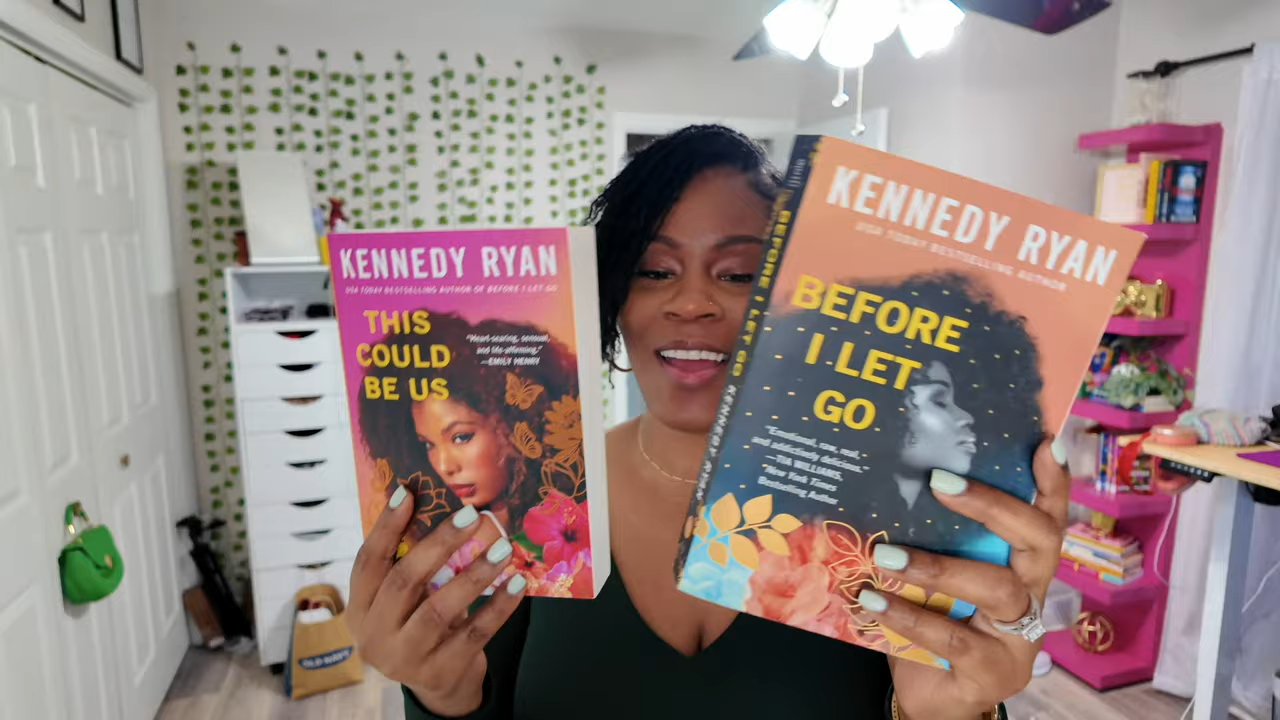 KENNEDY RYAN
USA TODAY BESTSELLING AUTHOR OF BEFORE I LET GO
THIS
COULD
BE US
"Heart-searing, sensual,
and life-affirming."
—EMILY HENRY
KENNEDY RYAN
USA TODAY BESTSELLING AUTHOR
BEFORE
I LET
GO
"Emotional, raw, real,
and addictively delicious."
—TIA WILLIAMS,
New York Times
Bestselling Author
BEFORE I LET GO KENNEDY RYAN
OLD NAVY